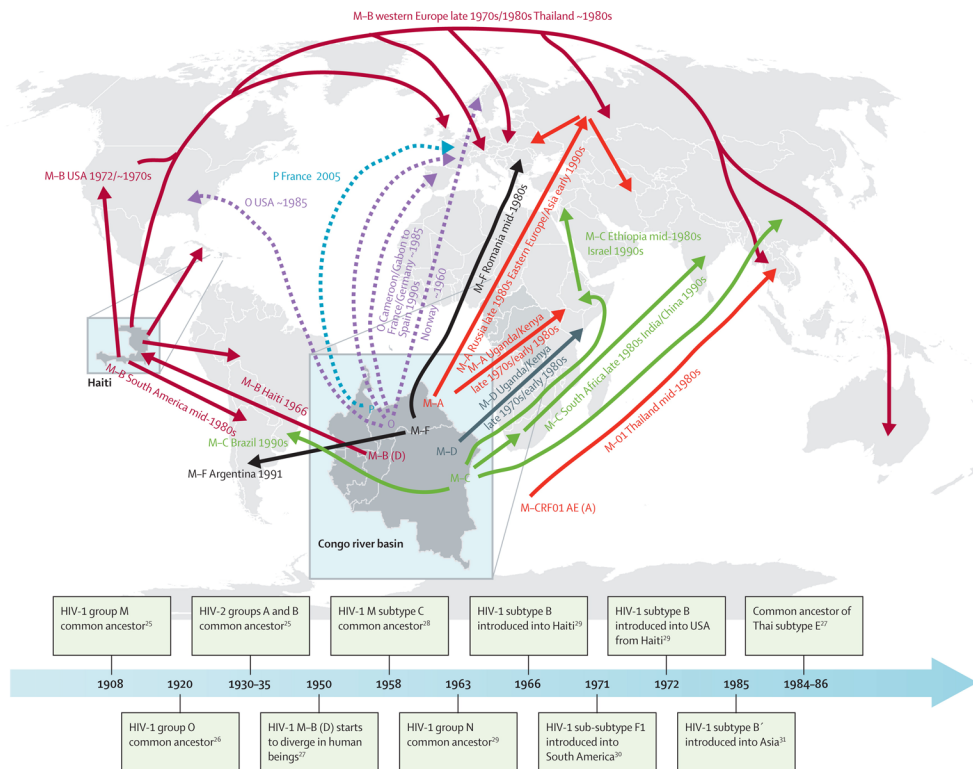 M–B western Europe late 1970s/1980s Thailand ~1980s
M–B USA 1972/~1970s
P France 2005
O USA ~1985
O Cameroon/Gabon to
France/Germany ~1985
Spain 1990s
Norway ~1960
M–F Romania mid-1980s
M–A Russia late 1980s Eastern Europe/Asia early 1990s
M–C Ethiopia mid-1980s
Israel 1990s
M–A Uganda/Kenya
late 1970s/early 1980s
M–D Uganda/Kenya
late 1970s/early 1980s
M–C South Africa late 1980s India/China 1990s
M–01 Thailand mid-1980s
Haiti
M–B Haiti 1966
M–B South America mid-1980s
M–C Brazil 1990s
M–F Argentina 1991
P
O
M–A
M–F
M–B (D)
M–D
M–C
M–CRF01 AE (A)
Congo river basin
HIV-1 group M
common ancestor²⁵
HIV-2 groups A and B
common ancestor²⁵
HIV-1 M subtype C
common ancestor²⁸
HIV-1 subtype B
introduced into Haiti²⁹
HIV-1 subtype B
introduced into USA
from Haiti²⁹
Common ancestor of
Thai subtype E²⁷
1908
1920
1930–35
1950
1958
1963
1966
1971
1972
1985
1984–86
HIV-1 group O
common ancestor²⁶
HIV-1 M–B (D) starts
to diverge in human
beings²⁷
HIV-1 group N
common ancestor²⁹
HIV-1 sub-subtype F1
introduced into
South America³⁰
HIV-1 subtype B´
introduced into Asia³¹